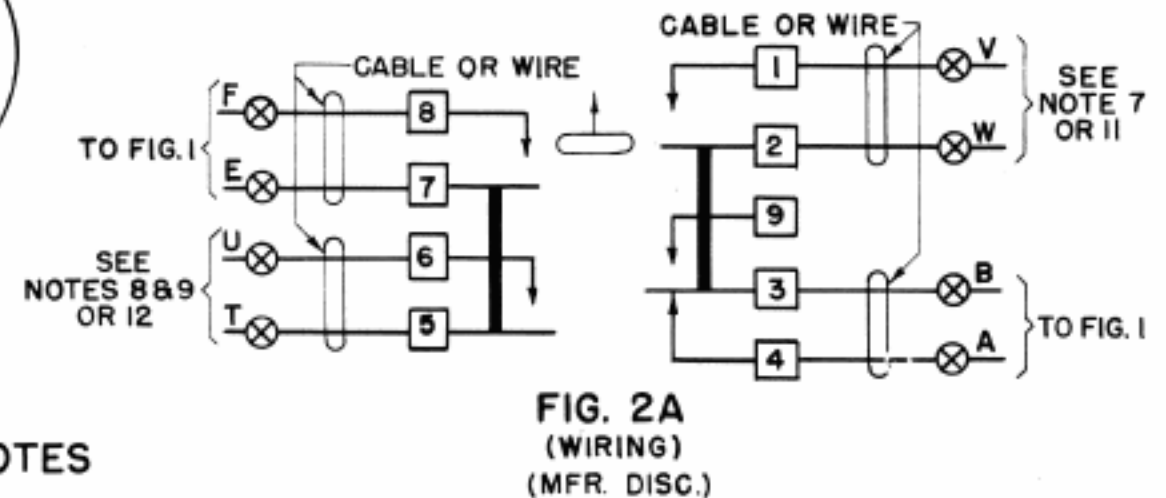 CABLE OR WIRE
F
8
TO FIG. 1
E
7
U
6
SEE
NOTES 8&9
OR 12
T
5
CABLE OR WIRE
1
V
SEE
NOTE 7
OR 11
2
W
9
3
B
TO FIG. 1
4
A
FIG. 2A
(WIRING)
(MFR. DISC.)
OTES